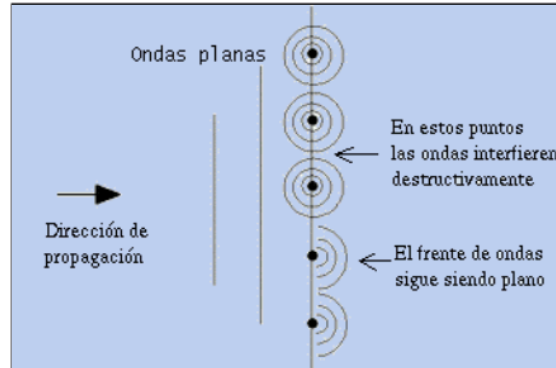 Ondas planas
En estos puntos
las ondas interfieren
destructivamente
Dirección de
propagación
El frente de ondas
sigue siendo plano